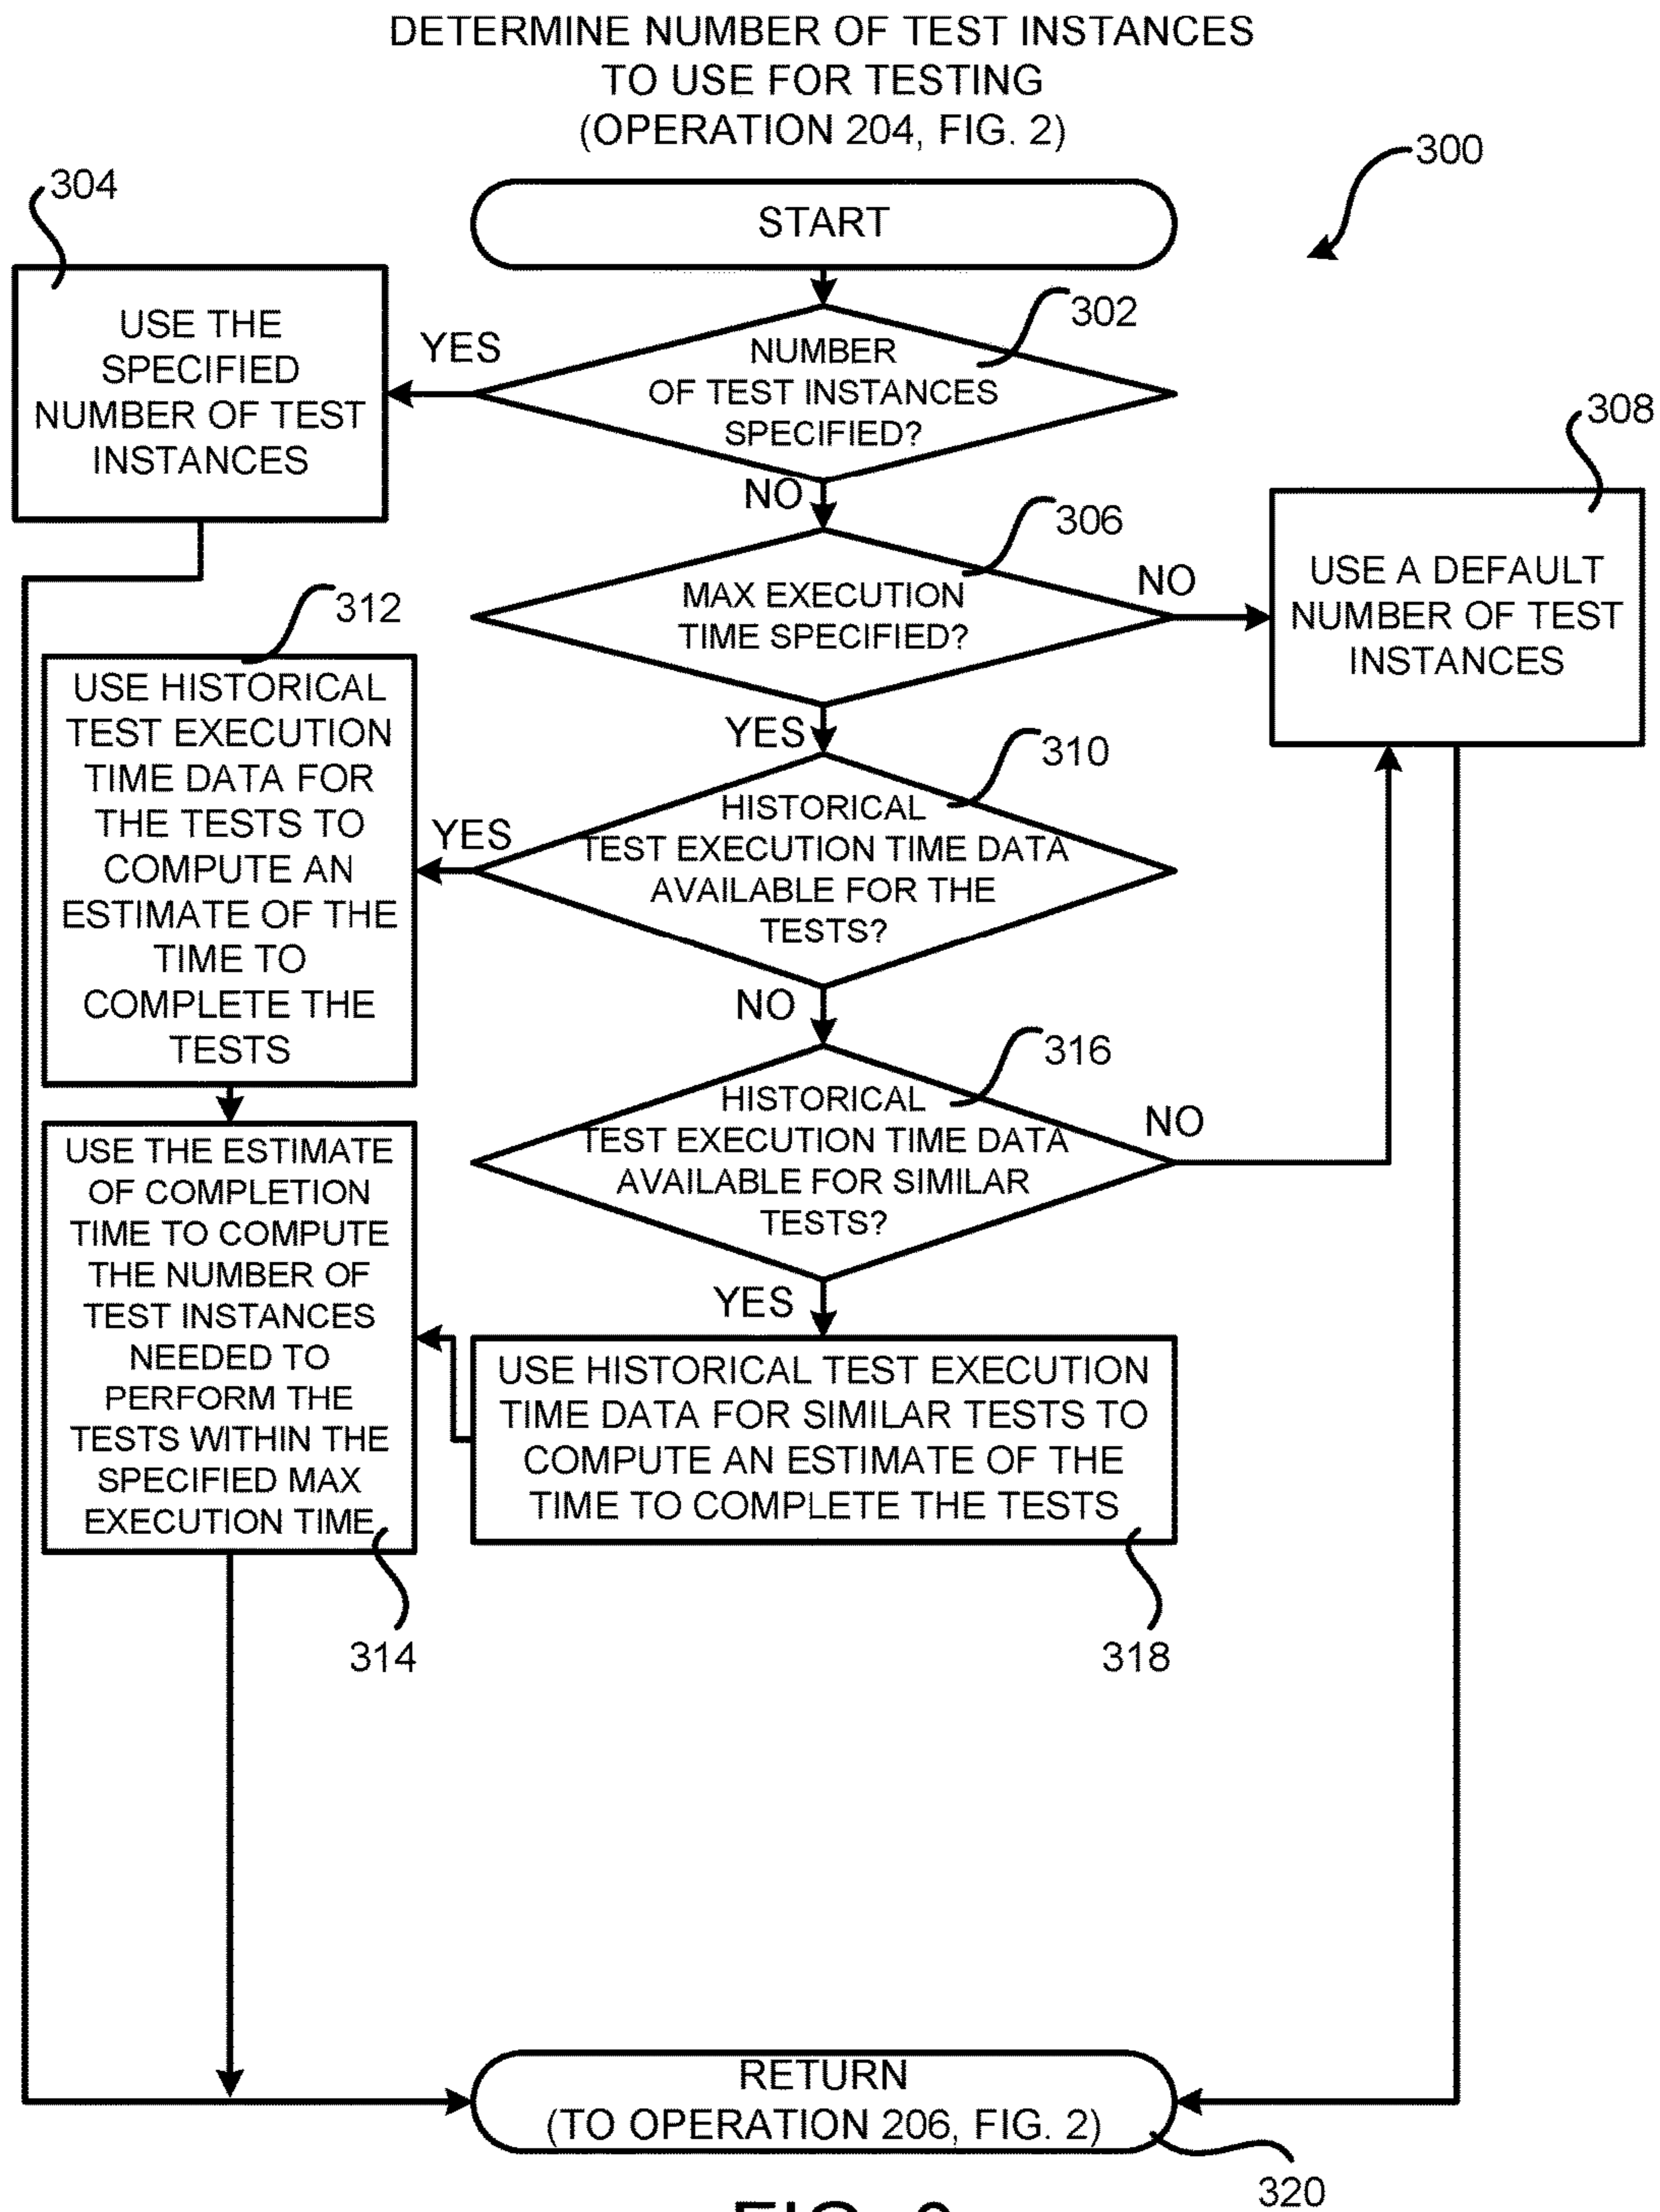 DETERMINE NUMBER OF TEST INSTANCES
TO USE FOR TESTING
(OPERATION 204, FIG. 2)
300
304
START
302
USE THE
SPECIFIED
NUMBER OF TEST
INSTANCES
YES
NUMBER
OF TEST INSTANCES
SPECIFIED?
NO
308
306
MAX EXECUTION
TIME SPECIFIED?
NO
USE A DEFAULT
NUMBER OF TEST
INSTANCES
YES
312
USE HISTORICAL
TEST EXECUTION
TIME DATA FOR
THE TESTS TO
COMPUTE AN
ESTIMATE OF THE
TIME TO
COMPLETE THE
TESTS
310
YES
HISTORICAL
TEST EXECUTION TIME DATA
AVAILABLE FOR THE
TESTS?
NO
316
HISTORICAL
TEST EXECUTION TIME DATA
AVAILABLE FOR SIMILAR
TESTS?
NO
YES
USE THE ESTIMATE
OF COMPLETION
TIME TO COMPUTE
THE NUMBER OF
TEST INSTANCES
NEEDED TO
PERFORM THE
TESTS WITHIN THE
SPECIFIED MAX
EXECUTION TIME
314
USE HISTORICAL TEST EXECUTION
TIME DATA FOR SIMILAR TESTS TO
COMPUTE AN ESTIMATE OF THE
TIME TO COMPLETE THE TESTS
318
RETURN
(TO OPERATION 206, FIG. 2)
320
FIG.